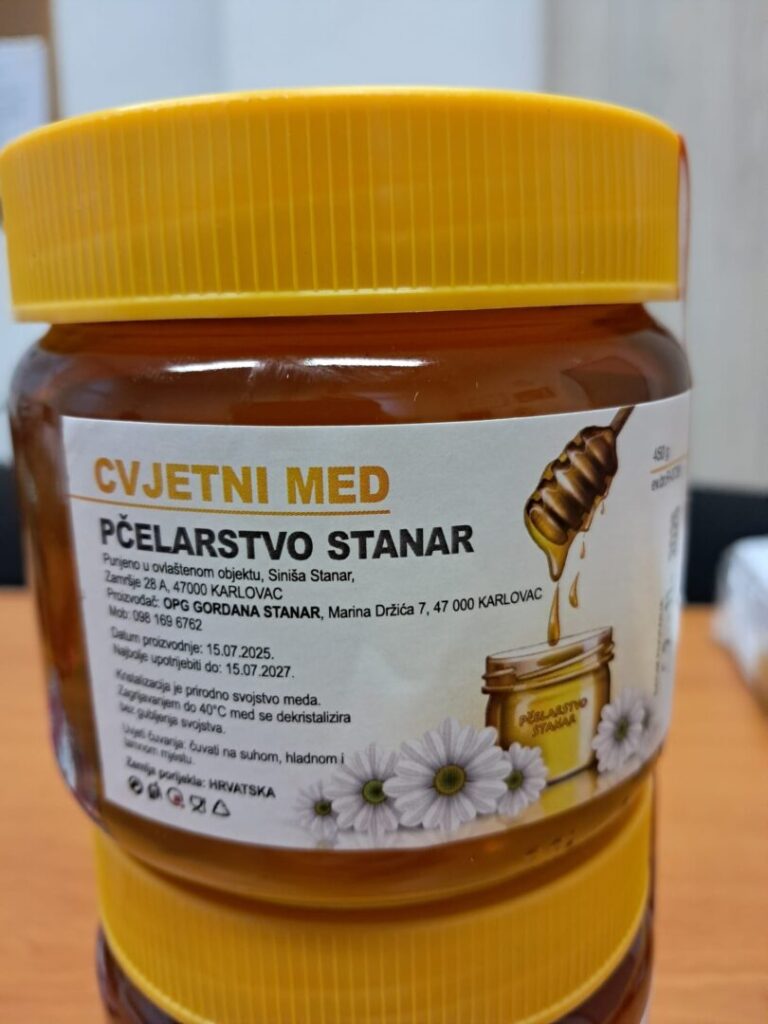 CVJETNI MED
PČELARSTVO STANAR
Punjeno u ovlaštenom objektu, Siniša Stanar,
Zamršje 28 A, 47000 KARLOVAC
Proizvođač: OPG GORDANA STANAR, Marina Držića 7, 47 000 KARLOVAC
Mob: 098 169 6762
Datum proizvodnje: 15.07.2025.
Najbolje upotrijebiti do: 15.07.2027.
Kristalizacija je prirodno svojstvo meda.
Zagrijavanjem do 40°C med se dekristalizira
bez gubljenja svojstva.
Uvjeti čuvanja: čuvati na suhom, hladnom i
tamnom mjestu.
Zemlja porijekla: HRVATSKA
PČELARSTVO
STANAR
450 g